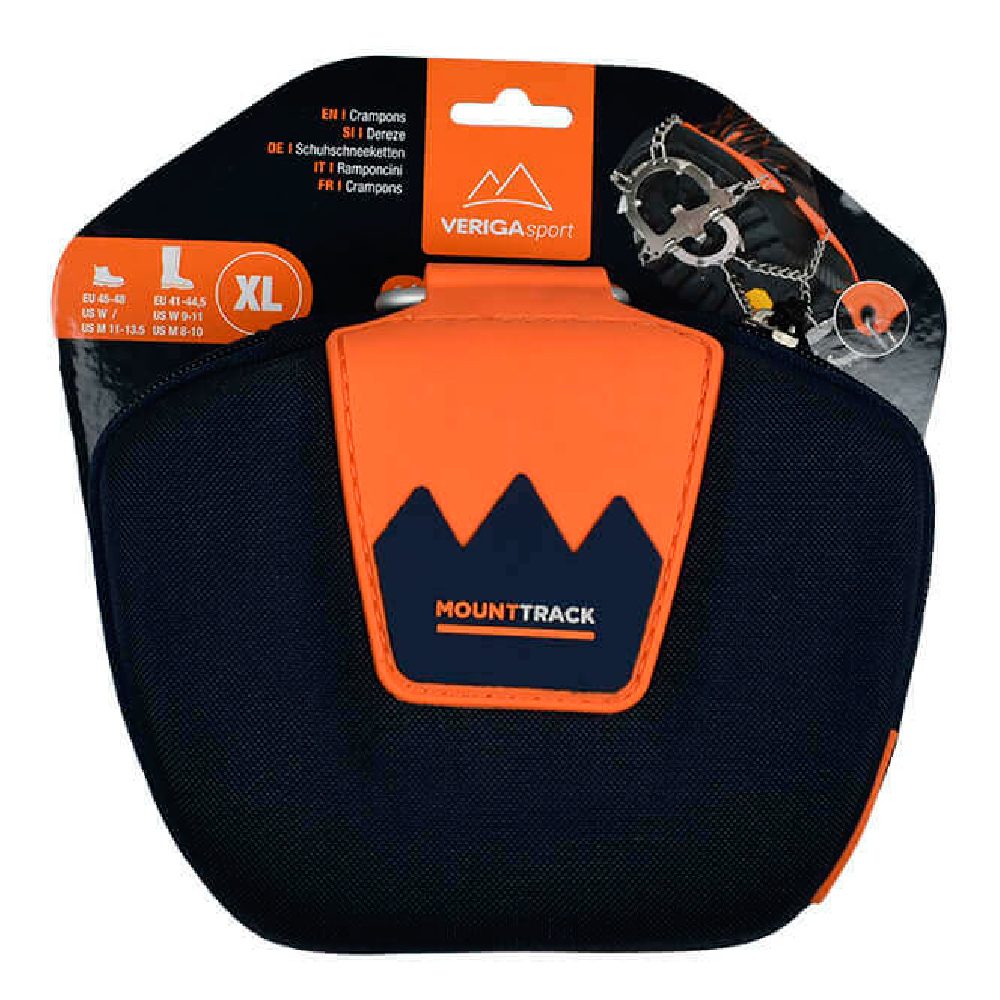 EN | Crampons
SI | Dereze
DE | Schuhschneeketten
IT | Ramponcini
FR | Crampons
VERIGAsport
EU 45-48
US W /
US M 11-13.5
EU 41-44,5
US W 9-11
US M 8-10
XL
MOUNTTRACK